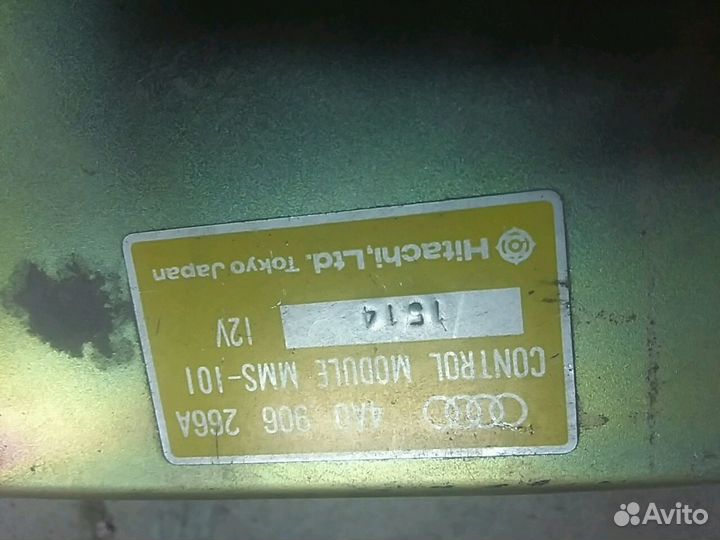 4A0 906 266A
CONTROL MODULE MMS-101
1514 12V
Hitachi, Ltd. Tokyo Japan
Avito